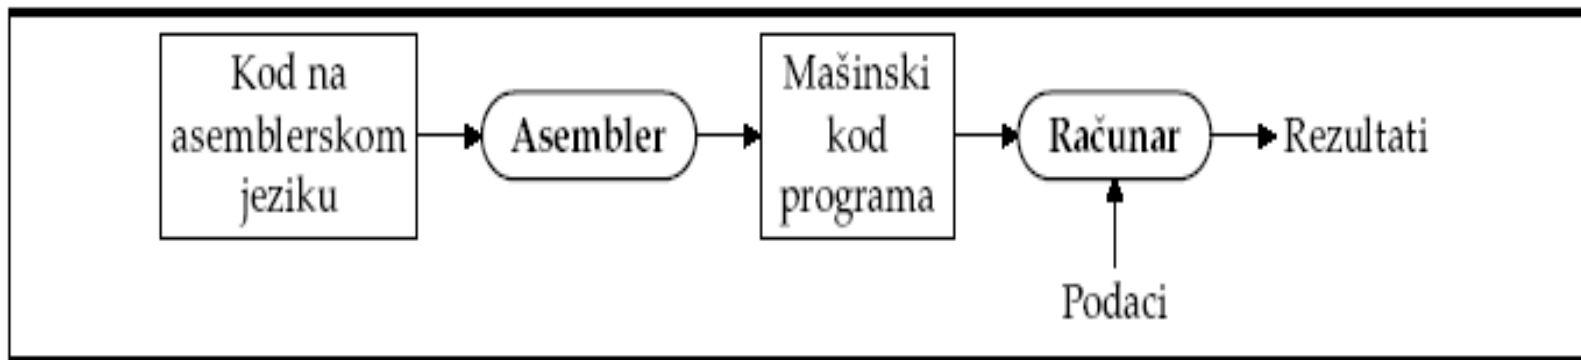 Kod na
asemblerskom
jeziku
Asembler
Mašinski
kod
programa
Računar
Rezultati
Podaci